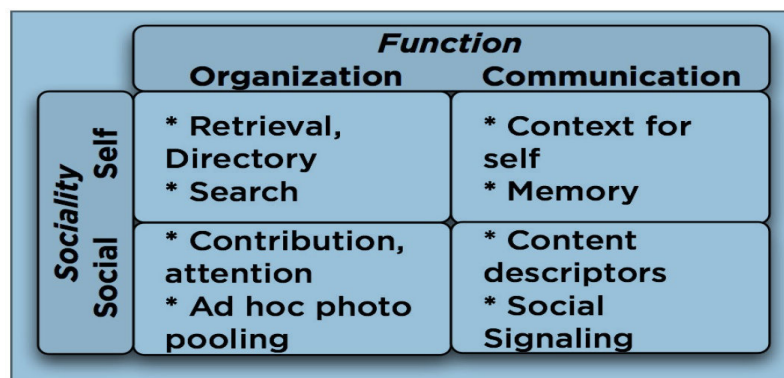 Function
Organization Communication
Sociality
Self
* Retrieval,
Directory
* Search
* Context for
self
* Memory
Social
* Contribution,
attention
* Ad hoc photo
pooling
* Content
descriptors
* Social
Signaling